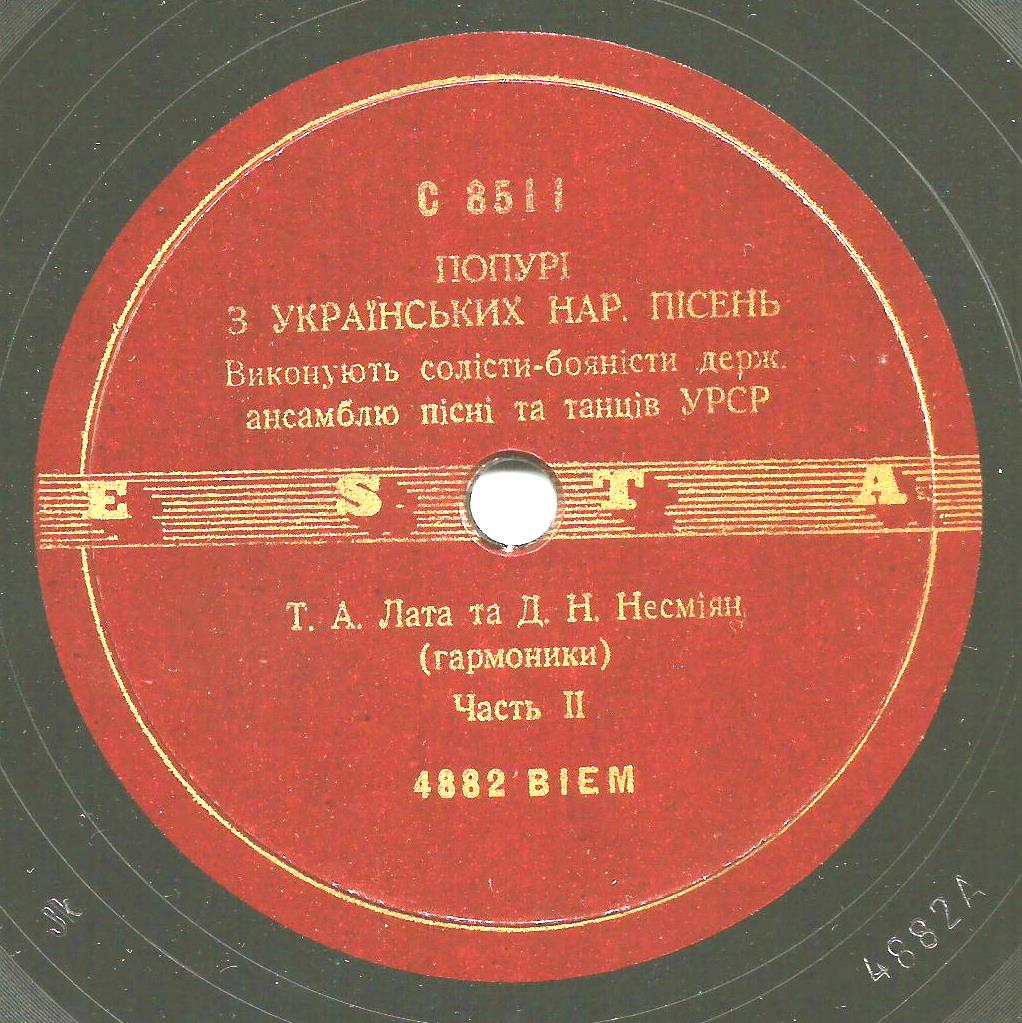 С 8511
ПОПУРІ
З УКРАЇНСЬКИХ НАР. ПІСЕНЬ
Виконують солісти-бояністи держ.
ансамблю пісні та танців УРСР
E S T A
Т. А. Лата та Д. Н. Несміян
(гармоники)
Часть II
4882 BIEM
4882A